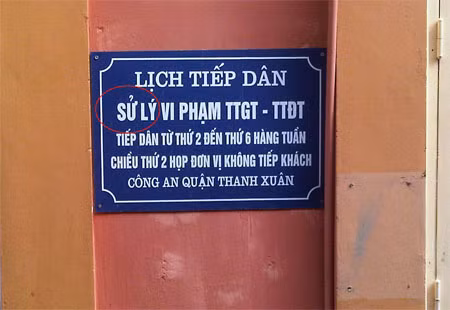 LỊCH TIẾP DÂN
SỬ LÝ VI PHẠM TTGT - TTĐT
TIẾP DÂN TỪ THỨ 2 ĐẾN THỨ 6 HÀNG TUẦN
CHIỀU THỨ 2 HỌP ĐƠN VỊ KHÔNG TIẾP KHÁCH
CÔNG AN QUẬN THANH XUÂN